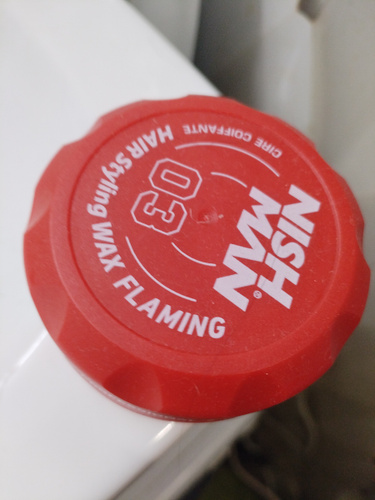 NISH
MAN®
03
HAIR Styling WAX FLAMING
CIRE COIFFANTE